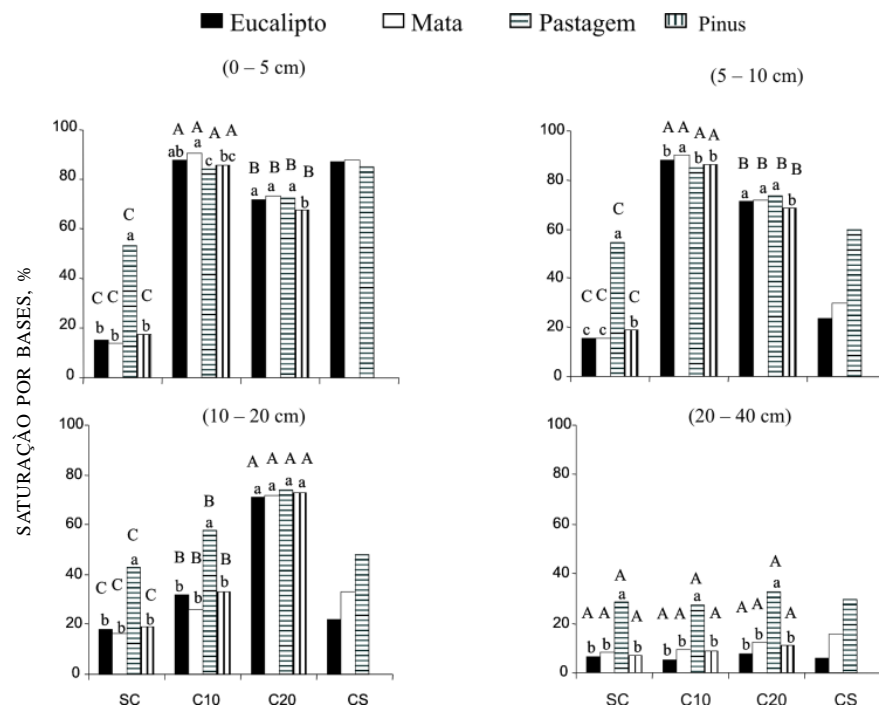 Eucalipto Mata Pastagem Pinus
(0 – 5 cm)
(5 – 10 cm)
SATURAÇÀO POR BASES, %
100
80
60
40
20
0
C C C C
b b a b
A A A A
ab a c bc
B B B B
a a a b
100
80
60
40
20
0
C C C C
c c a b
A A A A
b a b b
B B B B
a a a b
(10 – 20 cm)
(20 – 40 cm)
100
80
60
40
20
0
C C C C
b b a b
B B B B
b b a b
A A A A
a a a a
SC C10 C20 CS
100
80
60
40
20
0
A A A A
b b a b
A A A A
b b a b
A A A A
b b a b
SC C10 C20 CS